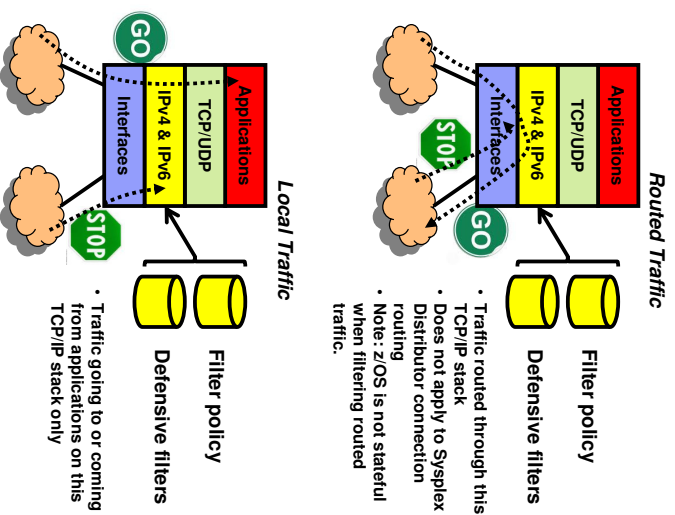 Routed Traffic
Applications
TCP/UDP
IPv4 & IPv6
Interfaces
STOP
GO
Filter policy
Defensive filters
• Traffic routed through this
TCP/IP stack
• Does not apply to Sysplex
Distributor connection
routing
• Note: z/OS is not stateful
when filtering routed
traffic.
Local Traffic
Applications
TCP/UDP
IPv4 & IPv6
Interfaces
GO
STOP
Filter policy
Defensive filters
• Traffic going to or coming
from applications on this
TCP/IP stack only